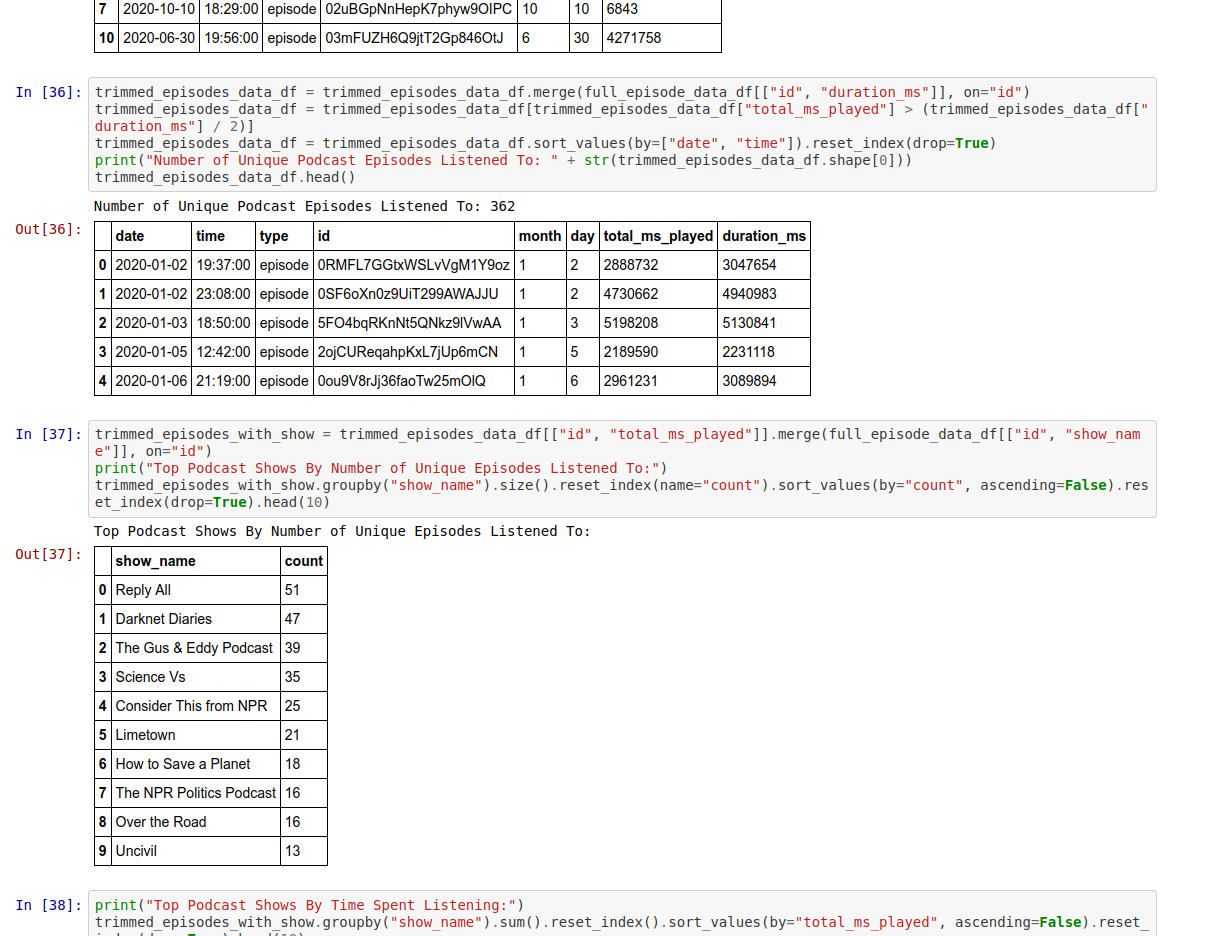 7 2020-10-10 18:29:00 episode 02uBGpNnHepK7phyw9OIPC 10 10 6843
10 2020-06-30 19:56:00 episode 03mFUZH6Q9jtT2Gp846OtJ 6 30 4271758
In [36]: trimmed_episodes_data_df = trimmed_episodes_data_df.merge(full_episode_data_df[["id", "duration_ms"]], on="id")
trimmed_episodes_data_df = trimmed_episodes_data_df[trimmed_episodes_data_df["total_ms_played"] > (trimmed_episodes_data_df["
duration_ms"] / 2)]
trimmed_episodes_data_df = trimmed_episodes_data_df.sort_values(by=["date", "time"]).reset_index(drop=True)
print("Number of Unique Podcast Episodes Listened To: " + str(trimmed_episodes_data_df.shape[0]))
trimmed_episodes_data_df.head()
Number of Unique Podcast Episodes Listened To: 362
Out[36]:
date time type id month day total_ms_played duration_ms
0 2020-01-02 19:37:00 episode 0RMFL7GGtxWSLvVgM1Y9oz 1 2 2888732 3047654
1 2020-01-02 23:08:00 episode 0SF6oXn0z9UiT299AWAJJU 1 2 4730662 4940983
2 2020-01-03 18:50:00 episode 5FO4bqRKnNt5QNkz9lVwAA 1 3 5198208 5130841
3 2020-01-05 12:42:00 episode 2ojCUReqahpKxL7jUp6mCN 1 5 2189590 2231118
4 2020-01-06 21:19:00 episode 0ou9V8rJj36faoTw25mOlQ 1 6 2961231 3089894
In [37]: trimmed_episodes_with_show = trimmed_episodes_data_df[["id", "total_ms_played"]].merge(full_episode_data_df[["id", "show_nam
e"]], on="id")
print("Top Podcast Shows By Number of Unique Episodes Listened To:")
trimmed_episodes_with_show.groupby("show_name").size().reset_index(name="count").sort_values(by="count", ascending=False).res
et_index(drop=True).head(10)
Top Podcast Shows By Number of Unique Episodes Listened To:
Out[37]:
show_name count
0 Reply All 51
1 Darknet Diaries 47
2 The Gus & Eddy Podcast 39
3 Science Vs 35
4 Consider This from NPR 25
5 Limetown 21
6 How to Save a Planet 18
7 The NPR Politics Podcast 16
8 Over the Road 16
9 Uncivil 13
In [38]: print("Top Podcast Shows By Time Spent Listening:")
trimmed_episodes_with_show.groupby("show_name").sum().reset_index().sort_values(by="total_ms_played", ascending=False).reset_